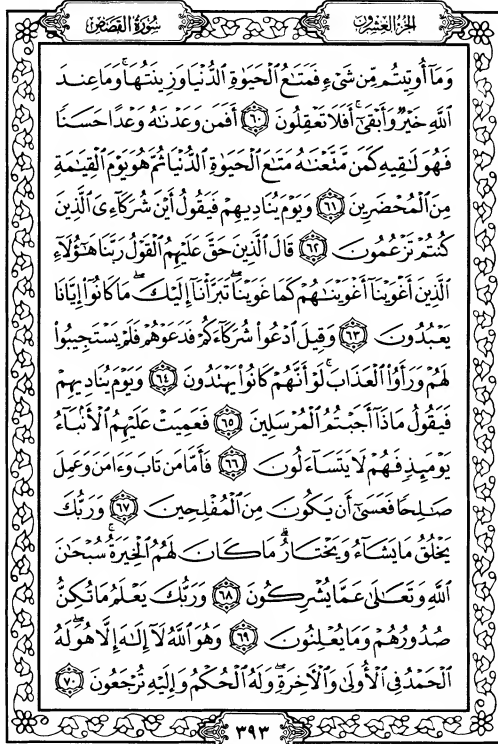 الجزء العشرون
سورة القصص
وَمَآ أُوتِيتُم مِّن شَىْءٍ فَمَتَـٰعُ ٱلْحَيَوٰةِ ٱلدُّنْيَا وَزِينَتُهَا ۚ وَمَا عِندَ
ٱللَّهِ خَيْرٌ وَأَبْقَىٰٓ ۚ أَفَلَا تَعْقِلُونَ ٦٠ أَفَمَن وَعَدْنَـٰهُ وَعْدًا حَسَنًا
فَهُوَ لَـٰقِيهِ كَمَن مَّتَّعْنَـٰهُ مَتَـٰعَ ٱلْحَيَوٰةِ ٱلدُّنْيَا ثُمَّ هُوَ يَوْمَ ٱلْقِيَـٰمَةِ
مِنَ ٱلْمُحْضَرِينَ ٦١ وَيَوْمَ يُنَادِيهِمْ فَيَقُولُ أَيْنَ شُرَكَآءِىَ ٱلَّذِينَ
كُنتُمْ تَزْعُمُونَ ٦٢ قَالَ ٱلَّذِينَ حَقَّ عَلَيْهِمُ ٱلْقَوْلُ رَبَّنَا هَـٰٓؤُلَآءِ
ٱلَّذِينَ أَغْوَيْنَآ أَغْوَيْنَـٰهُمْ كَمَا غَوَيْنَا ۖ تَبَرَّأْنَآ إِلَيْكَ ۖ مَا كَانُوٓا۟ إِيَّانَا
يَعْبُدُونَ ٦٣ وَقِيلَ ٱدْعُوا۟ شُرَكَآءَكُمْ فَدَعَوْهُمْ فَلَمْ يَسْتَجِيبُوا۟
لَهُمْ وَرَأَوُا۟ ٱلْعَذَابَ ۚ لَوْ أَنَّهُمْ كَانُوا۟ يَهْتَدُونَ ٦٤ وَيَوْمَ يُنَادِيهِمْ
فَيَقُولُ مَاذَآ أَجَبْتُمُ ٱلْمُرْسَلِينَ ٦٥ فَعَمِيَتْ عَلَيْهِمُ ٱلْأَنۢبَآءُ
يَوْمَئِذٍ فَهُمْ لَا يَتَسَآءَلُونَ ٦٦ فَأَمَّا مَن تَابَ وَءَامَنَ وَعَمِلَ
صَـٰلِحًا فَعَسَىٰٓ أَن يَكُونَ مِنَ ٱلْمُفْلِحِينَ ٦٧ وَرَبُّكَ
يَخْلُقُ مَا يَشَآءُ وَيَخْتَارُ ۗ مَا كَانَ لَهُمُ ٱلْخِيَرَةُ ۚ سُبْحَـٰنَ
ٱللَّهِ وَتَعَـٰلَىٰ عَمَّا يُشْرِكُونَ ٦٨ وَرَبُّكَ يَعْلَمُ مَا تُكِنُّ
صُدُورُهُمْ وَمَا يُعْلِنُونَ ٦٩ وَهُوَ ٱللَّهُ لَآ إِلَـٰهَ إِلَّا هُوَ ۖ لَهُ
ٱلْحَمْدُ فِى ٱلْأُولَىٰ وَٱلْـَٔاخِرَةِ ۖ وَلَهُ ٱلْحُكْمُ وَإِلَيْهِ تُرْجَعُونَ ٧٠
٣٩٣